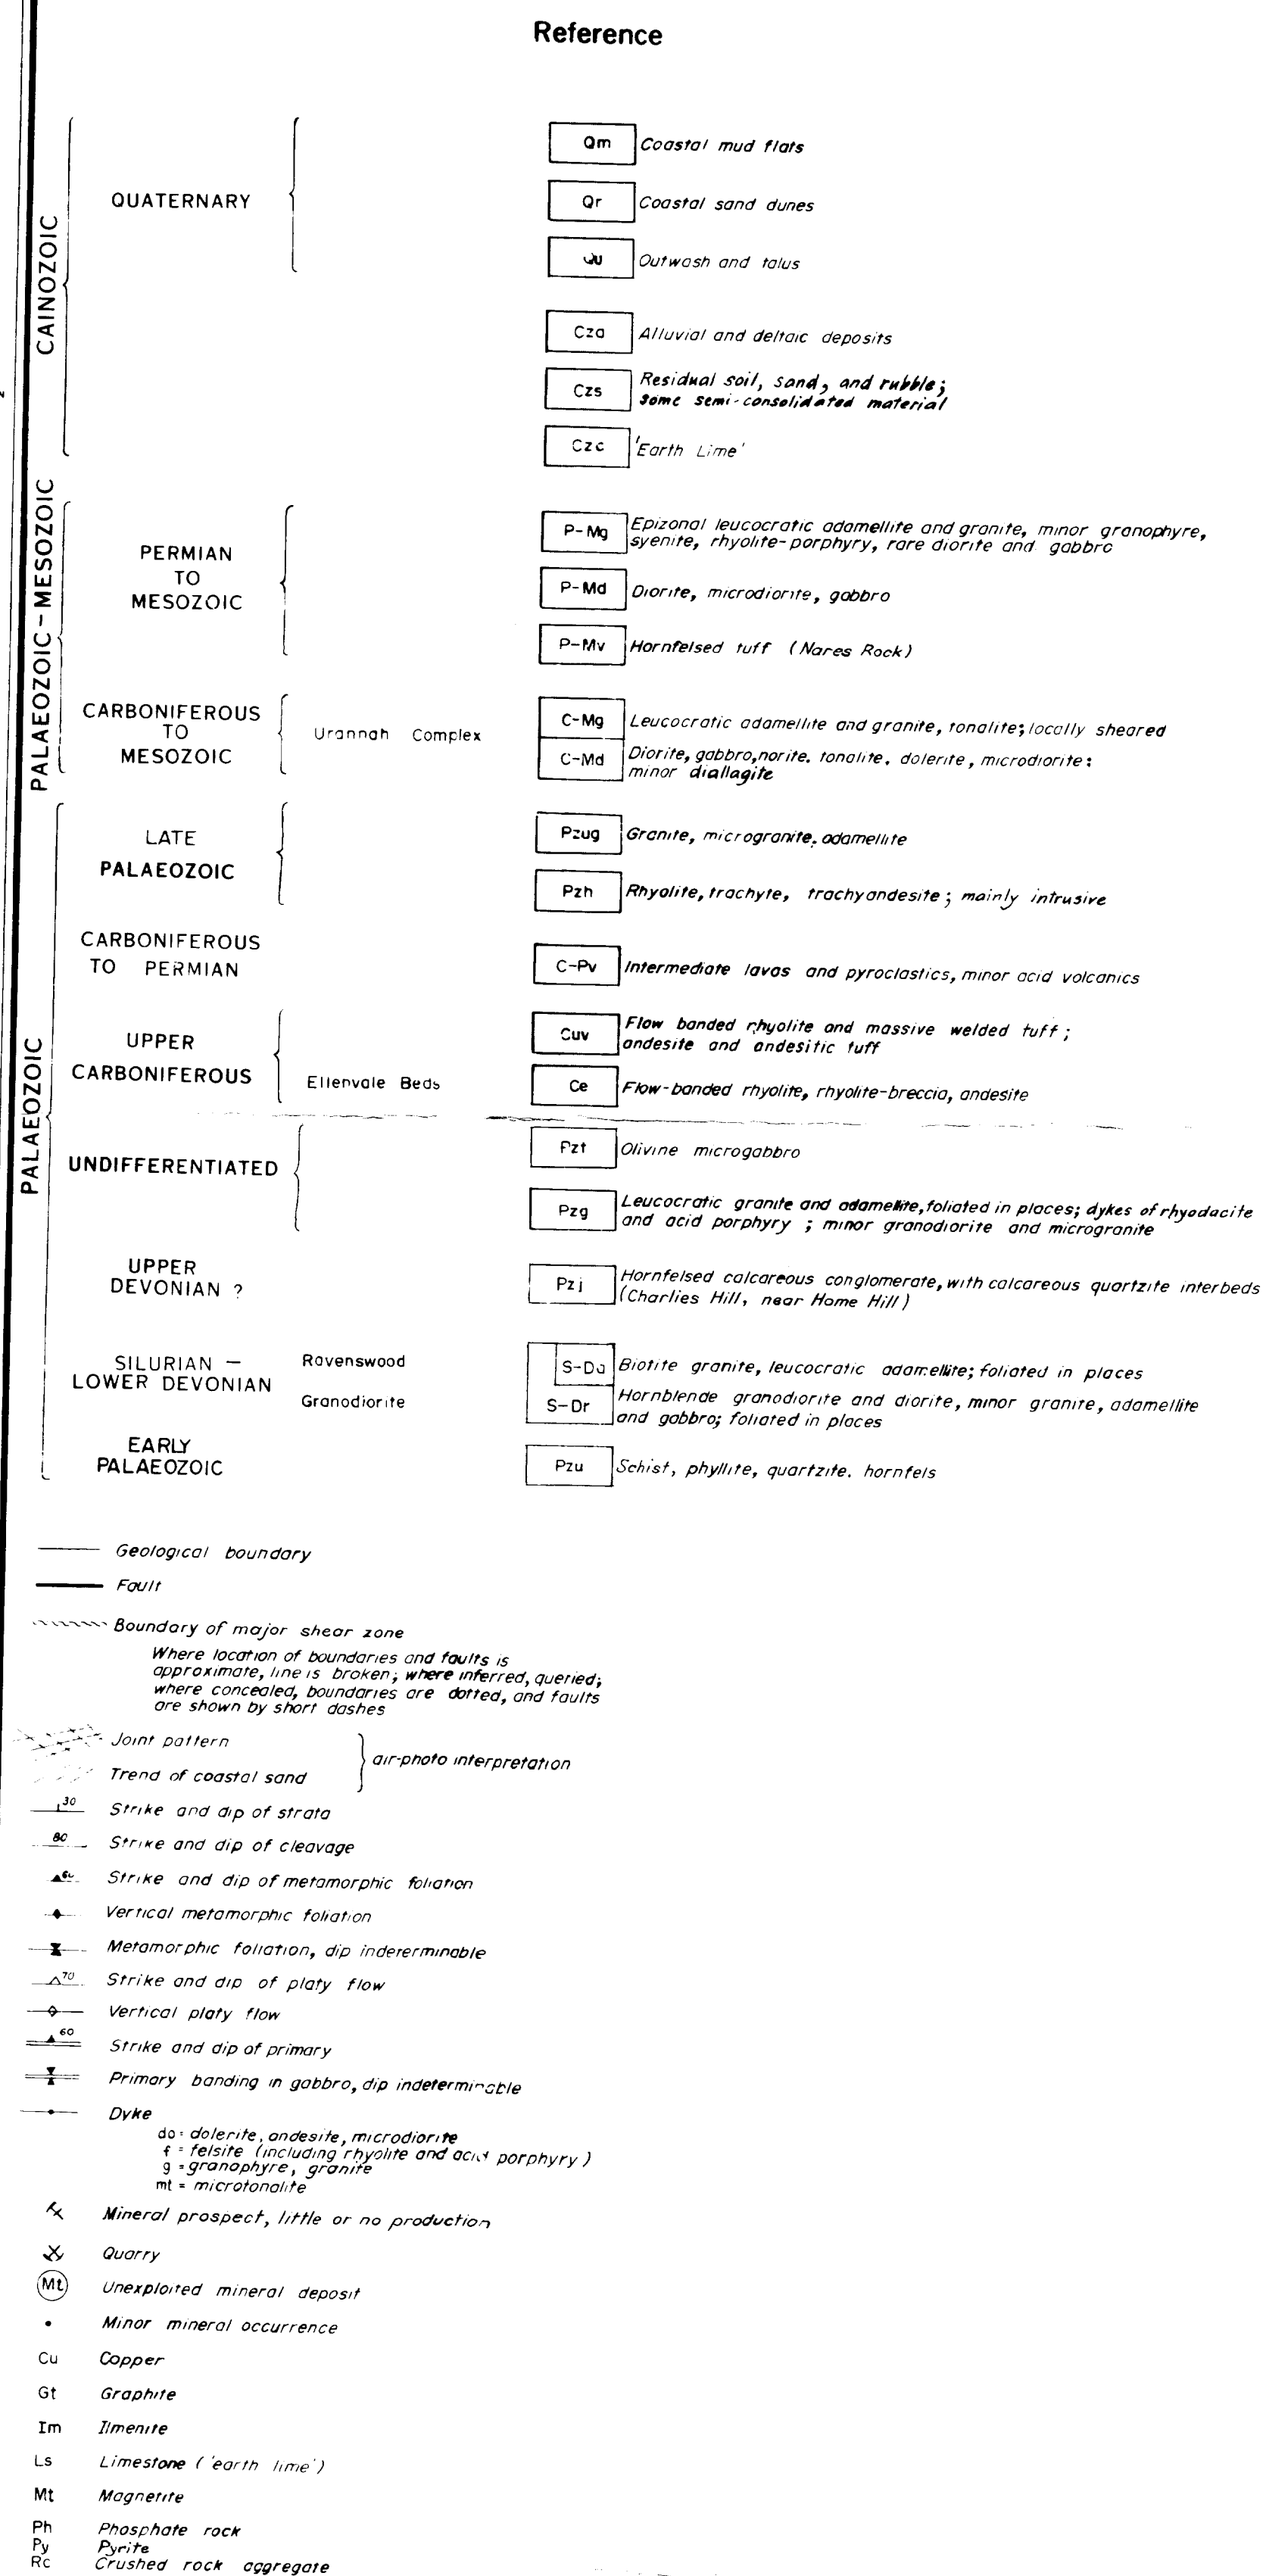 Reference
CAINOZOIC
QUATERNARY
Qm Coastal mud flats
Qr Coastal sand dunes
Outwash and talus
Cza Alluvial and deltaic deposits
Czs Residual soil, sand, and rubble;
some semi-consolidated material
Czc 'Earth Lime'
PALAEOZOIC-MESOZOIC
PERMIAN
TO
MESOZOIC
P-Mg Epizonal leucocratic adamellite and granite, minor granophyre,
syenite, rhyolite-porphyry, rare diorite and gabbro
P-Md Diorite, microdiorite, gabbro
P-Mv Hornfelsed tuff (Nares Rock)
CARBONIFEROUS
TO
MESOZOIC
Urannah Complex
C-Mg Leucocratic adamellite and granite, tonalite; locally sheared
C-Md Diorite, gabbro, norite, tonalite, dolerite, microdiorite:
minor diallagite
PALAEOZOIC
LATE
PALAEOZOIC
Pzug Granite, microgranite, adamellite
Pzh Rhyolite, trachyte, trachyandesite; mainly intrusive
CARBONIFEROUS
TO PERMIAN
C-Pv Intermediate lavas and pyroclastics, minor acid volcanics
UPPER
CARBONIFEROUS
Cuv Flow banded rhyolite and massive welded tuff;
andesite and andesitic tuff
Ellenvale Beds
Ce Flow-banded rhyolite, rhyolite-breccia, andesite
UNDIFFERENTIATED
Pzt Olivine microgabbro
Pzg Leucocratic granite and adamellite, foliated in places; dykes of rhyodacite
and acid porphyry; minor granodiorite and microgranite
UPPER
DEVONIAN ?
Pzj Hornfelsed calcareous conglomerate, with calcareous quartzite interbeds
(Charlies Hill, near Home Hill)
SILURIAN –
LOWER DEVONIAN
Ravenswood
Granodiorite
S-Da Biotite granite, leucocratic adamellite; foliated in places
S-Dr Hornblende granodiorite and diorite, minor granite, adamellite
and gabbro; foliated in places
EARLY
PALAEOZOIC
Pzu Schist, phyllite, quartzite, hornfels
Geological boundary
Fault
Boundary of major shear zone
Where location of boundaries and faults is
approximate, line is broken; where inferred, queried;
where concealed, boundaries are dotted, and faults
are shown by short dashes
Joint pattern
Trend of coastal sand
air-photo interpretation
30 Strike and dip of strata
80 Strike and dip of cleavage
60 Strike and dip of metamorphic foliation
Vertical metamorphic foliation
Metamorphic foliation, dip indeterminable
70 Strike and dip of platy flow
Vertical platy flow
60 Strike and dip of primary
Primary banding in gabbro, dip indeterminable
Dyke
do = dolerite, andesite, microdiorite
f = felsite (including rhyolite and acid porphyry)
g = granophyre, granite
mt = microtonalite
Mineral prospect, little or no production
Quarry
Mt Unexploited mineral deposit
Minor mineral occurrence
Cu Copper
Gt Graphite
Im Ilmenite
Ls Limestone ('earth lime')
Mt Magnetite
Ph Phosphate rock
Py Pyrite
Rc Crushed rock aggregate